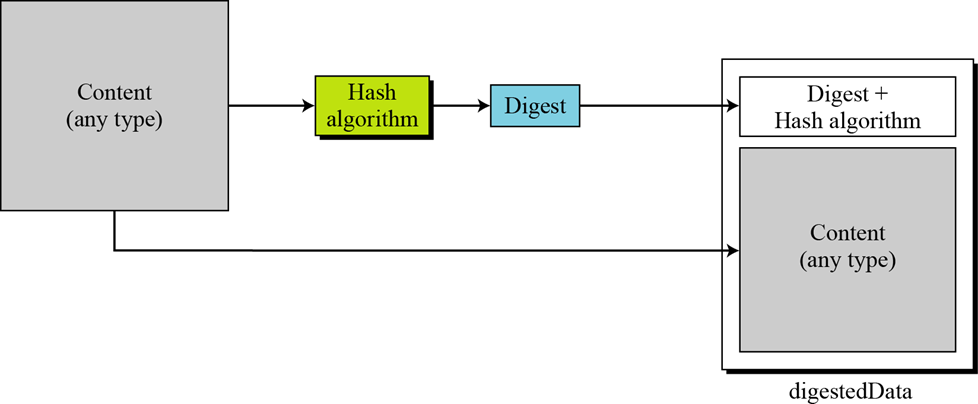 Content
(any type)
Hash
algorithm
Digest
Digest +
Hash algorithm
Content
(any type)
digestedData